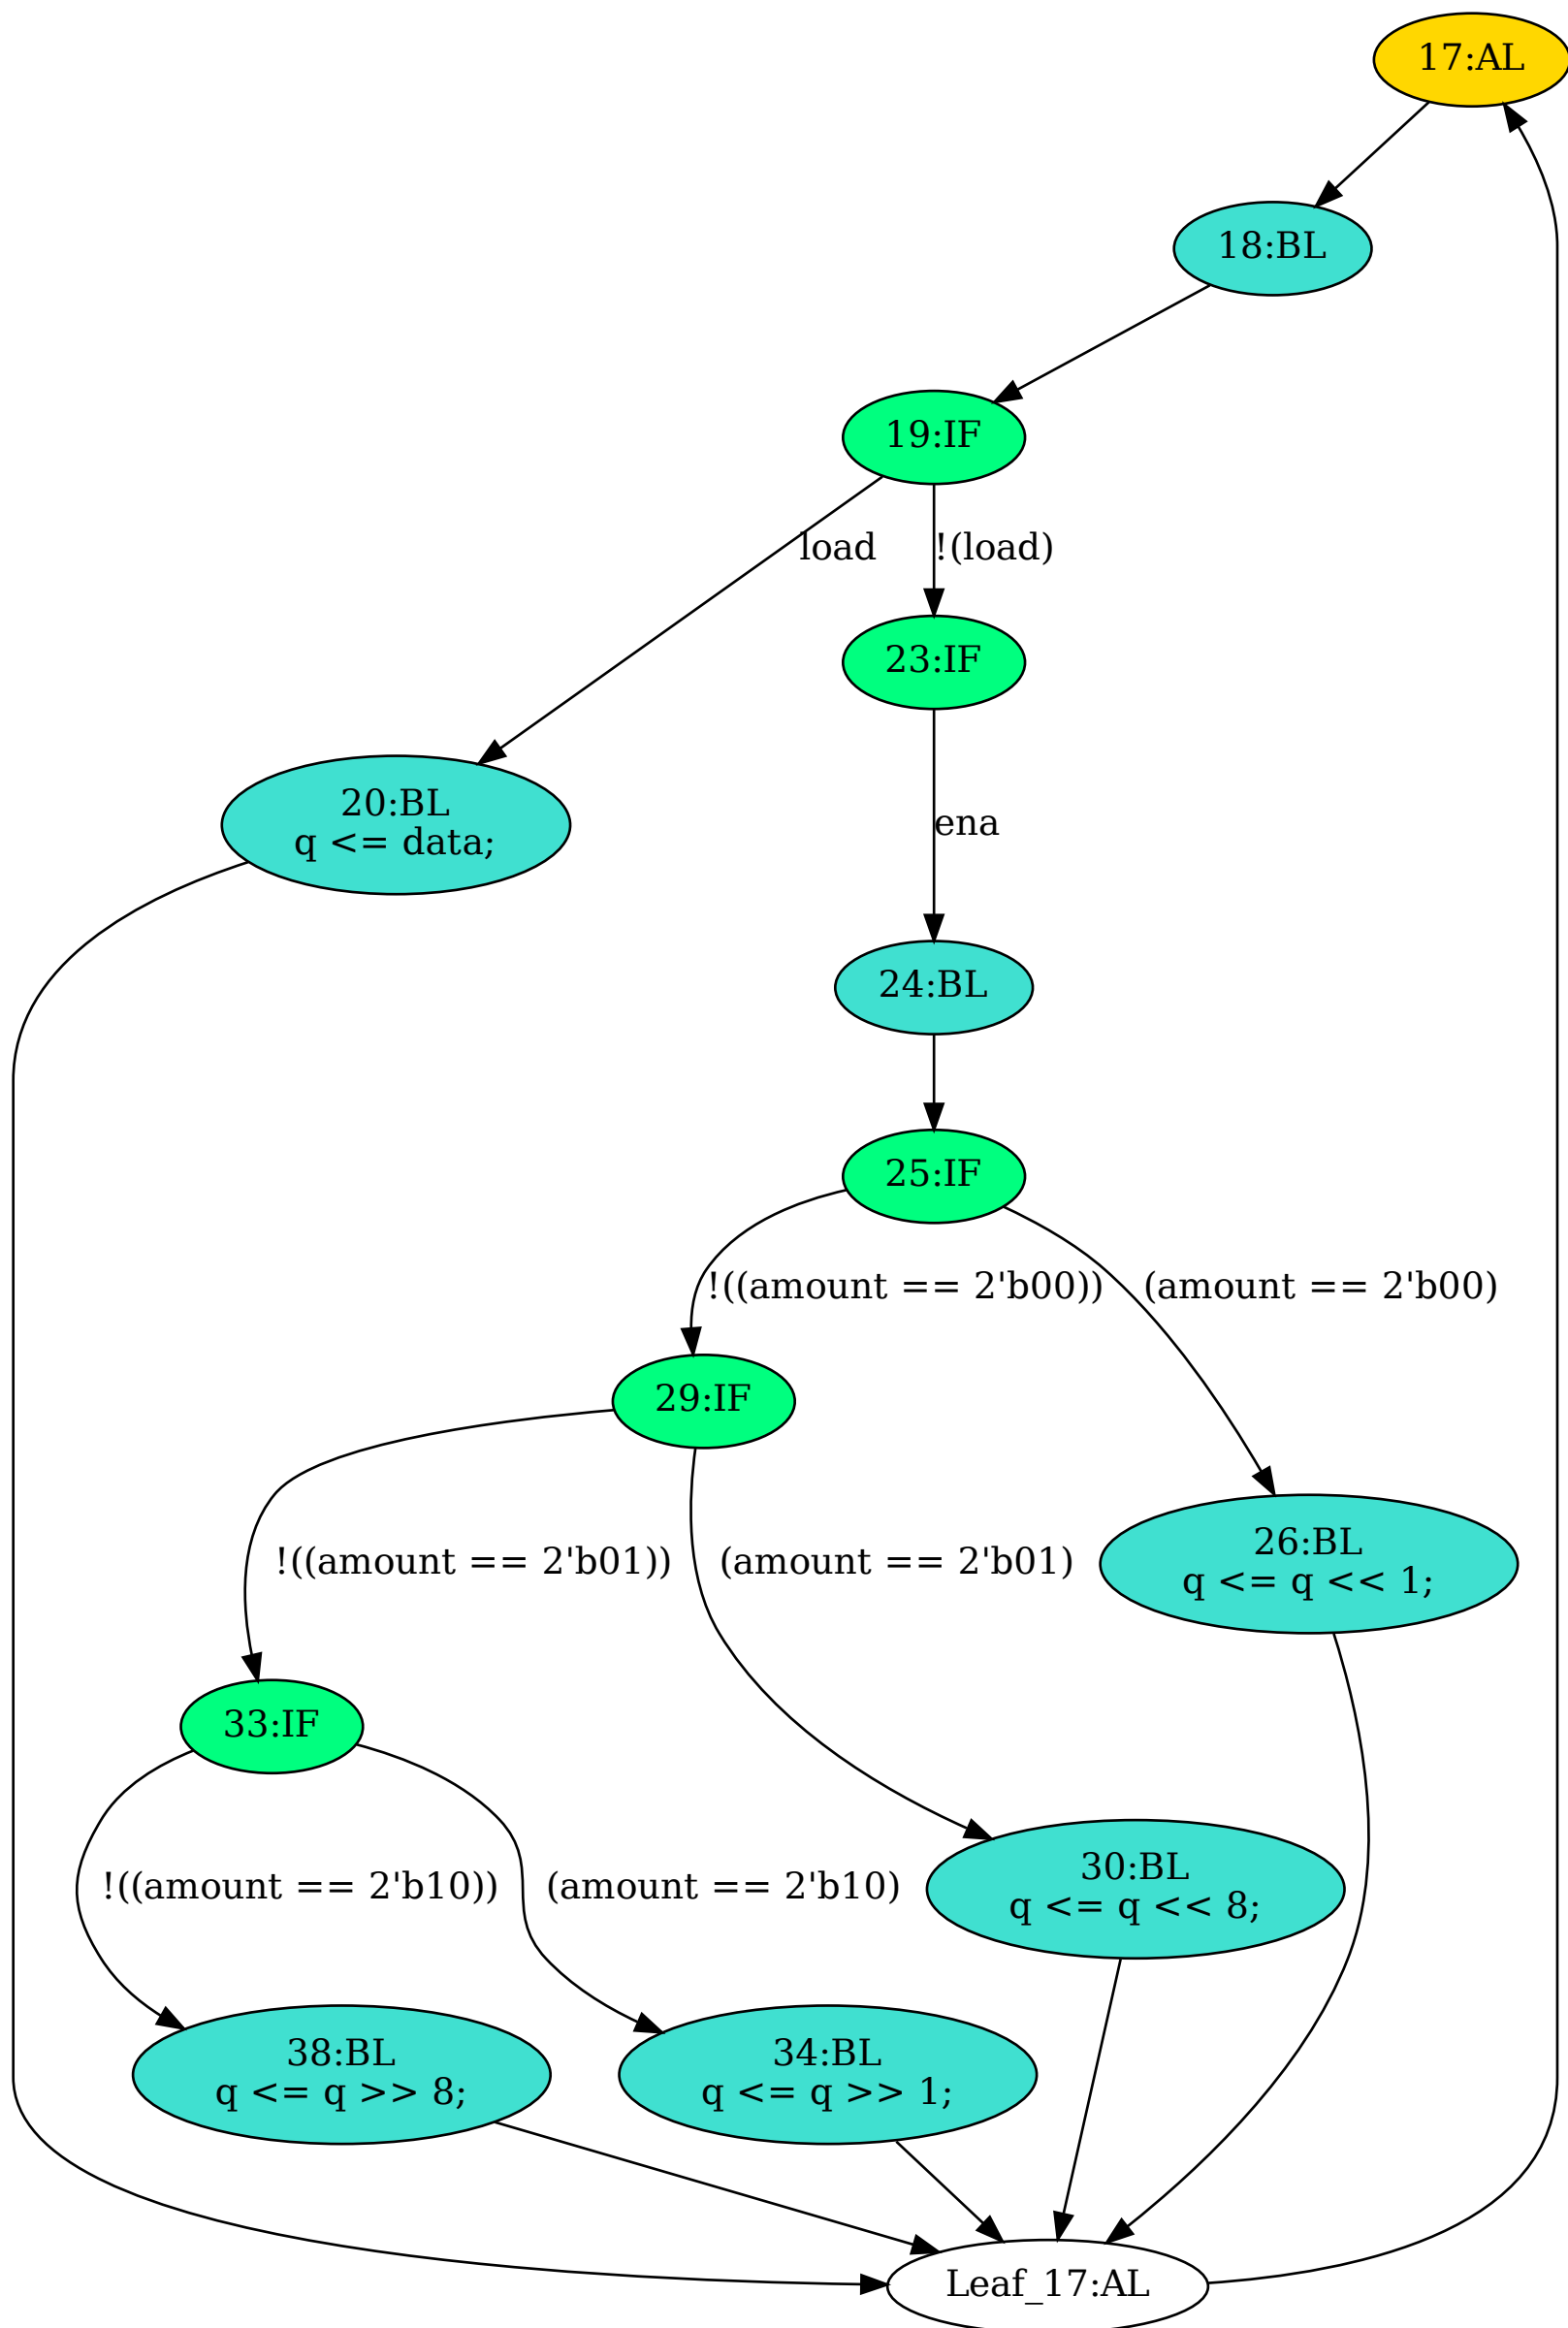 17:AL
18:BL
19:IF
load
!(load)
23:IF
20:BL
q <= data;
ena
24:BL
25:IF
!((amount == 2'b00))
(amount == 2'b00)
29:IF
!((amount == 2'b01))
(amount == 2'b01)
26:BL
q <= q << 1;
33:IF
30:BL
q <= q << 8;
!((amount == 2'b10))
(amount == 2'b10)
38:BL
q <= q >> 8;
34:BL
q <= q >> 1;
Leaf_17:AL